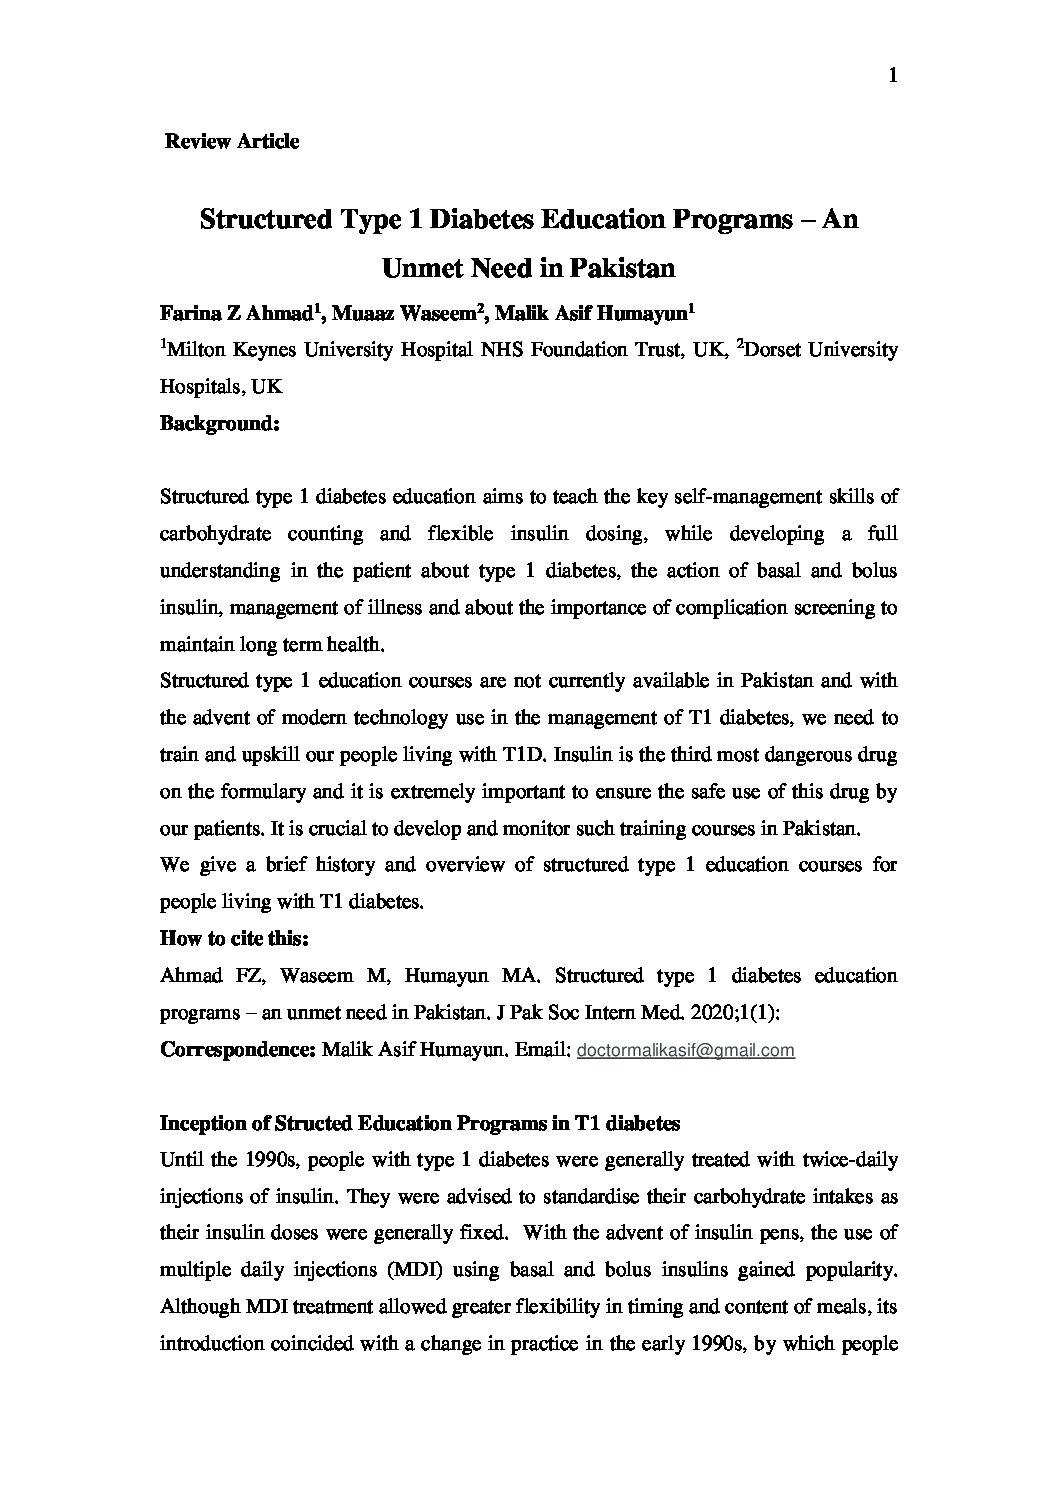 1
Review Article
Structured Type 1 Diabetes Education Programs – An
Unmet Need in Pakistan
Farina Z Ahmad¹, Muaaz Waseem², Malik Asif Humayun¹
¹Milton Keynes University Hospital NHS Foundation Trust, UK, ²Dorset University
Hospitals, UK
Background:
Structured type 1 diabetes education aims to teach the key self-management skills of
carbohydrate counting and flexible insulin dosing, while developing a full
understanding in the patient about type 1 diabetes, the action of basal and bolus
insulin, management of illness and about the importance of complication screening to
maintain long term health.
Structured type 1 education courses are not currently available in Pakistan and with
the advent of modern technology use in the management of T1 diabetes, we need to
train and upskill our people living with T1D. Insulin is the third most dangerous drug
on the formulary and it is extremely important to ensure the safe use of this drug by
our patients. It is crucial to develop and monitor such training courses in Pakistan.
We give a brief history and overview of structured type 1 education courses for
people living with T1 diabetes.
How to cite this:
Ahmad FZ, Waseem M, Humayun MA. Structured type 1 diabetes education
programs – an unmet need in Pakistan. J Pak Soc Intern Med. 2020;1(1):
Correspondence: Malik Asif Humayun. Email: doctormalikasif@gmail.com
Inception of Structed Education Programs in T1 diabetes
Until the 1990s, people with type 1 diabetes were generally treated with twice-daily
injections of insulin. They were advised to standardise their carbohydrate intakes as
their insulin doses were generally fixed.  With the advent of insulin pens, the use of
multiple daily injections (MDI) using basal and bolus insulins gained popularity.
Although MDI treatment allowed greater flexibility in timing and content of meals, its
introduction coincided with a change in practice in the early 1990s, by which people